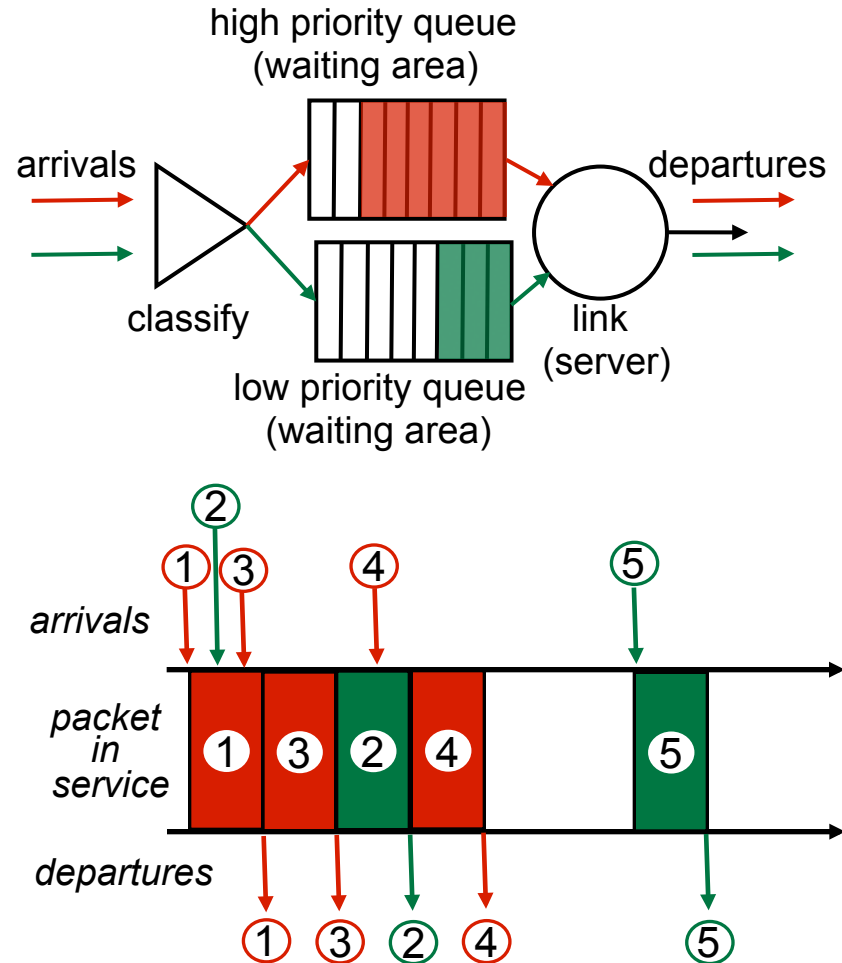 high priority queue
(waiting area)
arrivals
departures
classify
link
(server)
low priority queue
(waiting area)
2
1
3
4
5
arrivals
packet
in
service
1
3
2
4
5
departures
1
3
2
4
5